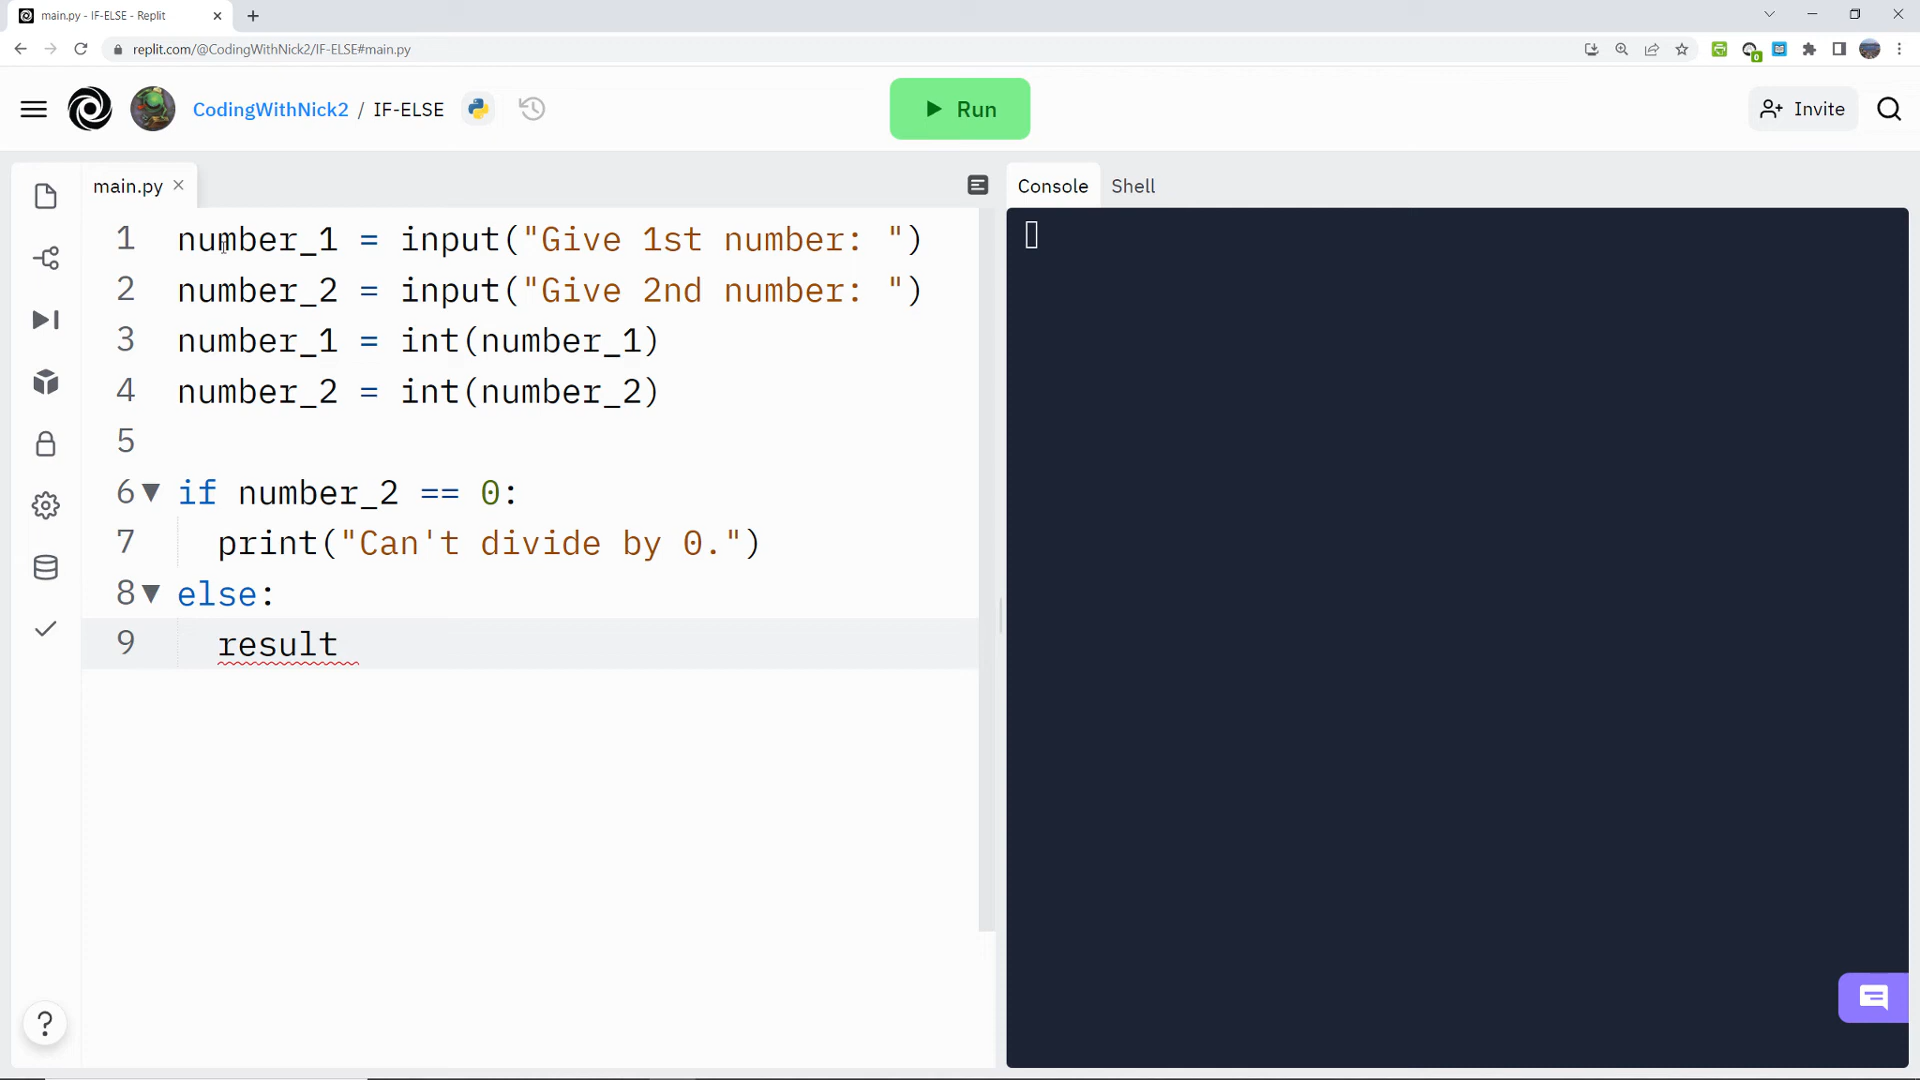 main.py - IF-ELSE - Replit
replit.com/@CodingWithNick2/IF-ELSE#main.py
0
CodingWithNick2 / IF-ELSE
Run
Invite
main.py
Console
Shell
1 number_1 = input("Give 1st number: ")
2 number_2 = input("Give 2nd number: ")
3 number_1 = int(number_1)
4 number_2 = int(number_2)
5
6 if number_2 == 0:
7 print("Can't divide by 0.")
8 else:
9 result
?